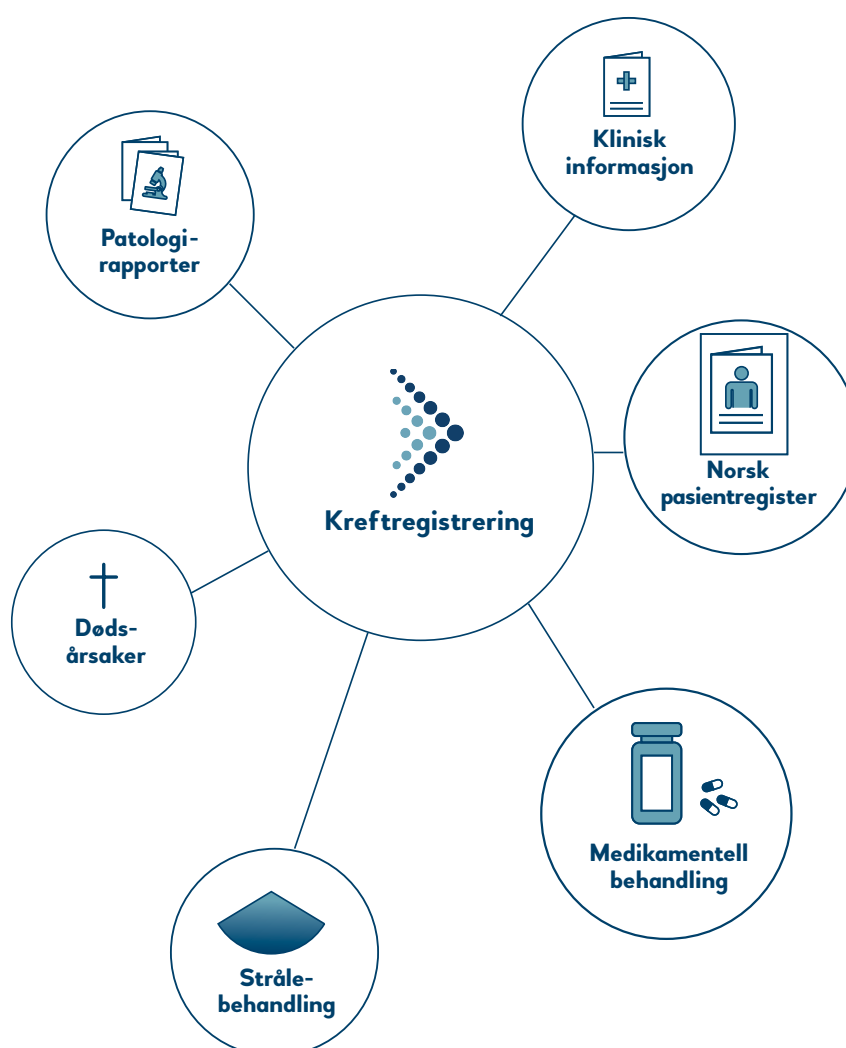 Klinisk
informasjon
Patologi-
rapporter
Norsk
pasientregister
Kreftregistrering
Døds-
årsaker
Medikamentell
behandling
Stråle-
behandling